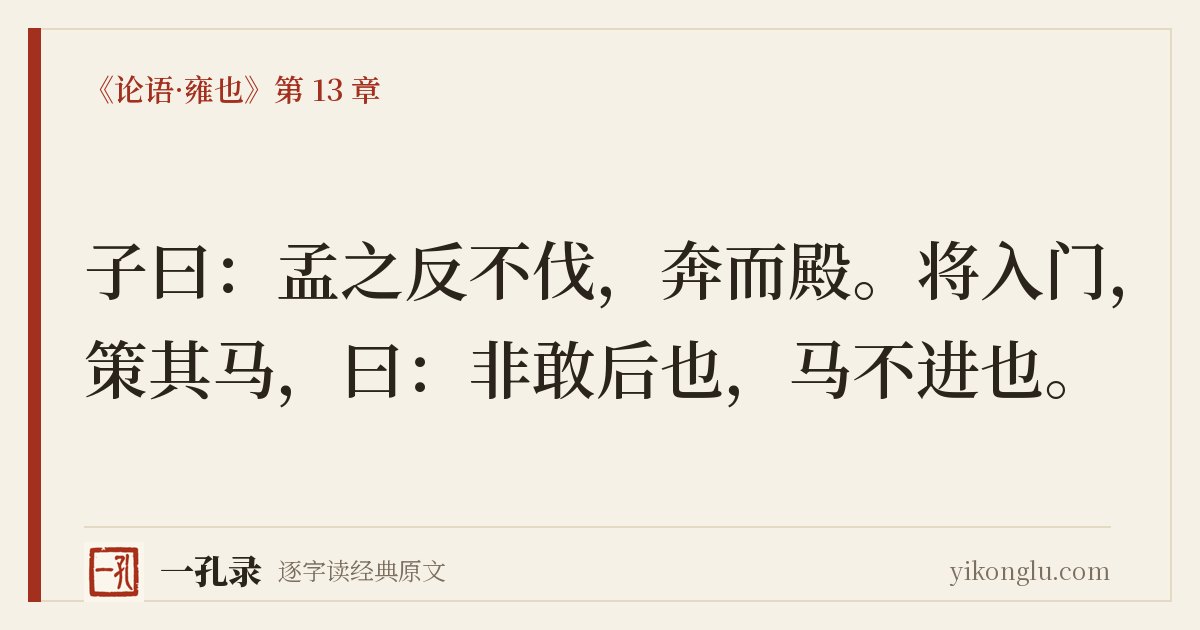 《论语·雍也》第 13 章
子曰：孟之反不伐，奔而殿。将入门，
策其马，曰：非敢后也，马不进也。
一孔
一孔录 逐字读经典原文 yikonglu.com